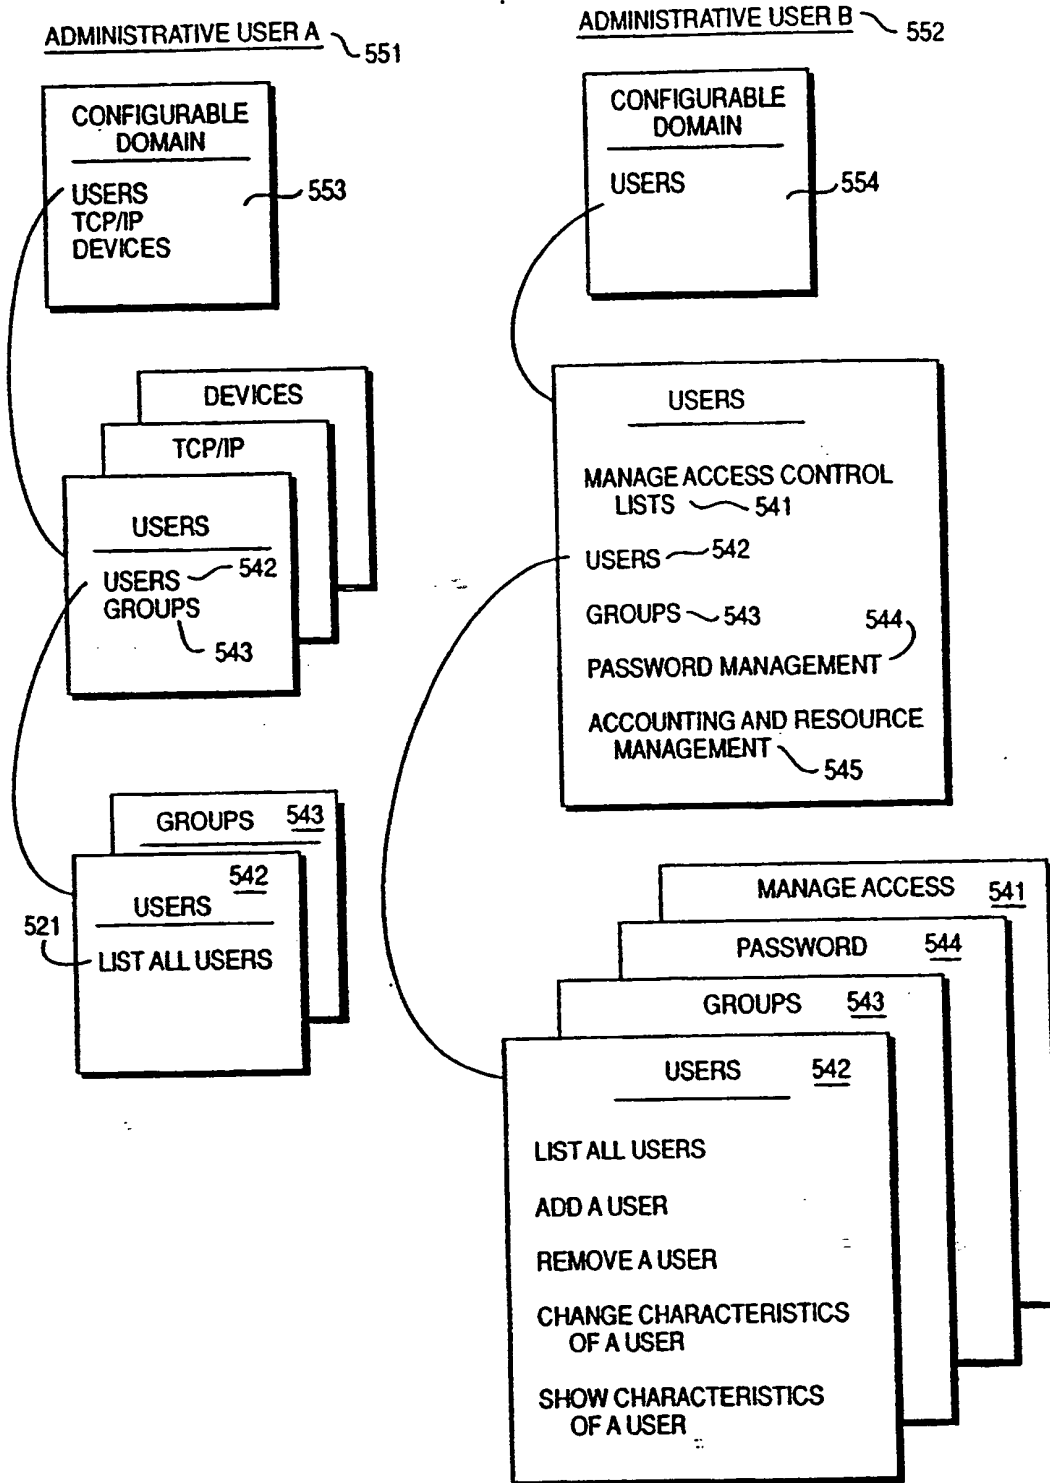 ADMINISTRATIVE USER A
551
CONFIGURABLE
DOMAIN
USERS
TCP/IP
DEVICES
553
DEVICES
TCP/IP
USERS
USERS
542
GROUPS
543
GROUPS 543
542
USERS
521
LIST ALL USERS
ADMINISTRATIVE USER B
552
CONFIGURABLE
DOMAIN
USERS
554
USERS
MANAGE ACCESS CONTROL
LISTS 541
USERS 542
GROUPS 543
544
PASSWORD MANAGEMENT
ACCOUNTING AND RESOURCE
MANAGEMENT 545
MANAGE ACCESS 541
PASSWORD 544
GROUPS 543
USERS 542
LIST ALL USERS
ADD A USER
REMOVE A USER
CHANGE CHARACTERISTICS
OF A USER
SHOW CHARACTERISTICS
OF A USER